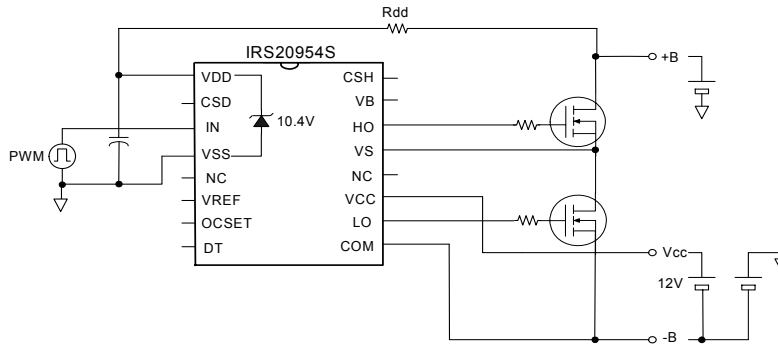 Rdd
IRS20954S
+B
VDD
CSH
CSD
VB
10.4V
IN
HO
PWM
VSS
VS
NC
NC
VREF
VCC
OCSET
LO
DT
COM
Vcc
12V
-B